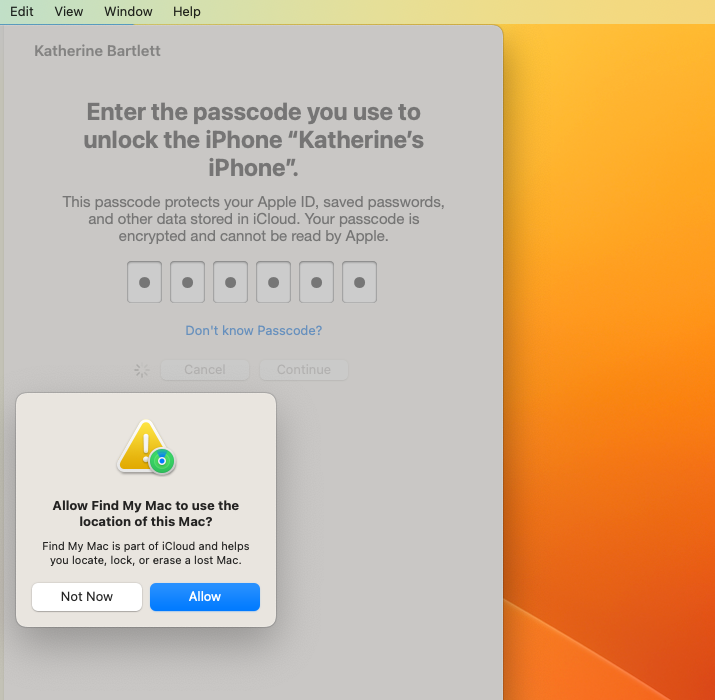 Edit View Window Help
Katherine Bartlett
Enter the passcode you use to
unlock the iPhone “Katherine’s
iPhone”.
This passcode protects your Apple ID, saved passwords,
and other data stored in iCloud. Your passcode is
encrypted and cannot be read by Apple.
Don't know Passcode?
Cancel Continue
Allow Find My Mac to use the
location of this Mac?
Find My Mac is part of iCloud and helps
you locate, lock, or erase a lost Mac.
Not Now Allow